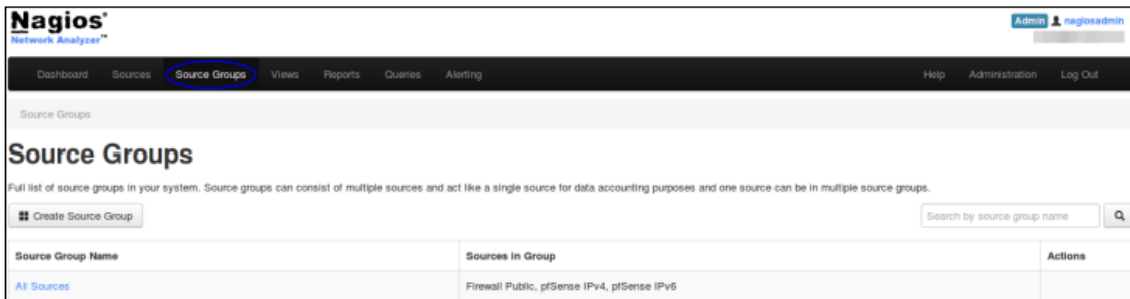 Nagios®
Network Analyzer™
Admin nagiosadmin
Dashboard Sources Source Groups Views Reports Queries Alerting Help Administration Log Out
Source Groups
Source Groups
Full list of source groups in your system. Source groups can consist of multiple sources and act like a single source for data accounting purposes and one source can be in multiple source groups.
Create Source Group Search by source group name
Source Group Name Sources in Group Actions
All Sources Firewall Public, pfSense IPv4, pfSense IPv6